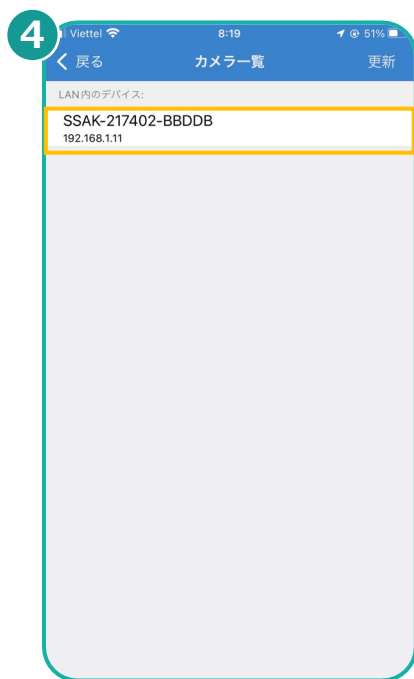 4
Viettel 8:19 51%
戻る カメラ一覧 更新
LAN内のデバイス:
SSAK-217402-BBDDB
192.168.1.11